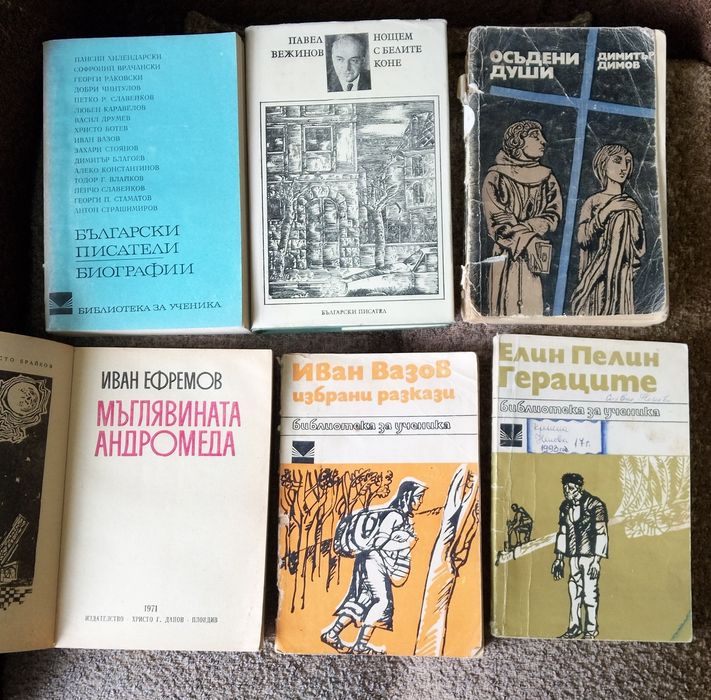 ПАИСИЙ ХИЛЕНДАРСКИ
СОФРОНИЙ ВРАЧАНСКИ
ГЕОРГИ РАКОВСКИ
ДОБРИ ЧИНТУЛОВ
ПЕТКО Р. СЛАВЕЙКОВ
ЛЮБЕН КАРАВЕЛОВ
ВАСИЛ ДРУМЕВ
ХРИСТО БОТЕВ
ИВАН ВАЗОВ
ЗАХАРИ СТОЯНОВ
ДИМИТЪР БЛАГОЕВ
АЛЕКО КОНСТАНТИНОВ
ТОДОР Г. ВЛАЙКОВ
ПЕНЧО СЛАВЕЙКОВ
ГЕОРГИ П. СТАМАТОВ
АНТОН СТРАШИМИРОВ
БЪЛГАРСКИ
ПИСАТЕЛИ
БИОГРАФИИ
БИБЛИОТЕКА ЗА УЧЕНИКА
ПАВЕЛ
ВЕЖИНОВ
НОЩЕМ
С БЕЛИТЕ
КОНЕ
БЪЛГАРСКИ ПИСАТЕЛ
ОСЪДЕНИ
ДУШИ
ДИМИТЪР
ДИМОВ
СТО БРАЙКОВ
ИВАН ЕФРЕМОВ
МЪГЛЯВИНАТА
АНДРОМЕДА
1971
ИЗДАТЕЛСТВО · ХРИСТО Г. ДАНОВ · ПЛОВДИВ
Иван Вазов
избрани разкази
библиотека за ученика
Елин Пелин
Гераците
библиотека за ученика
17г.